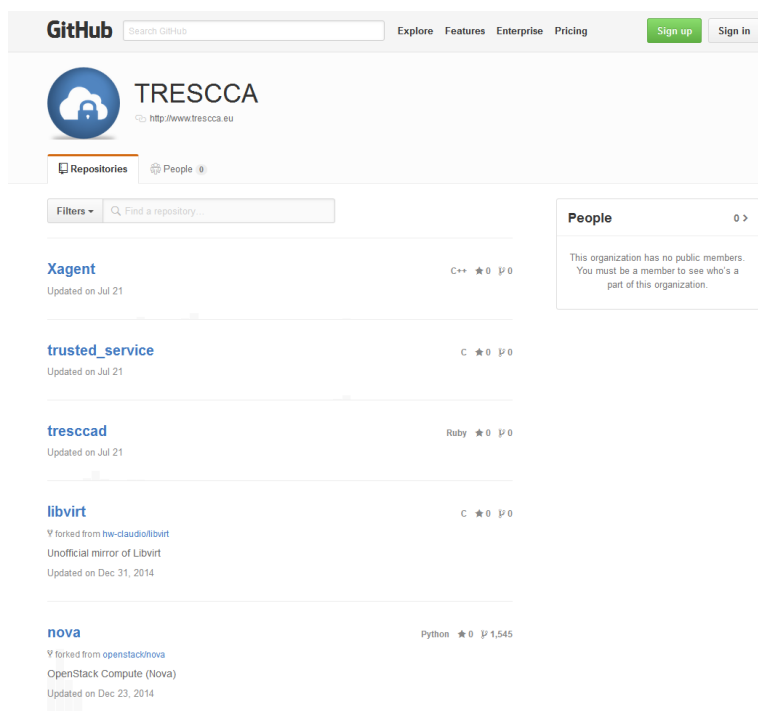 GitHub Search GitHub Explore Features Enterprise Pricing Sign up Sign in
TRESCCA
http://www.trescca.eu
Repositories People 0
Filters Find a repository...
People 0
This organization has no public members.
You must be a member to see who's a
part of this organization.
Xagent C++ 0 0
Updated on Jul 21
trusted_service C 0 0
Updated on Jul 21
tresccad Ruby 0 0
Updated on Jul 21
libvirt C 0 0
forked from hw-claudio/libvirt
Unofficial mirror of Libvirt
Updated on Dec 31, 2014
nova Python 0 1,545
forked from openstack/nova
OpenStack Compute (Nova)
Updated on Dec 23, 2014